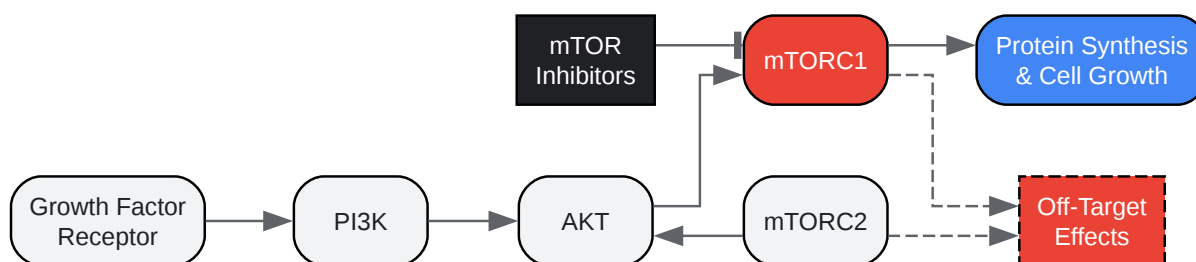 mTOR
Inhibitors
mTORC1
Protein Synthesis
& Cell Growth
Growth Factor
Receptor
PI3K
AKT
mTORC2
Off-Target
Effects